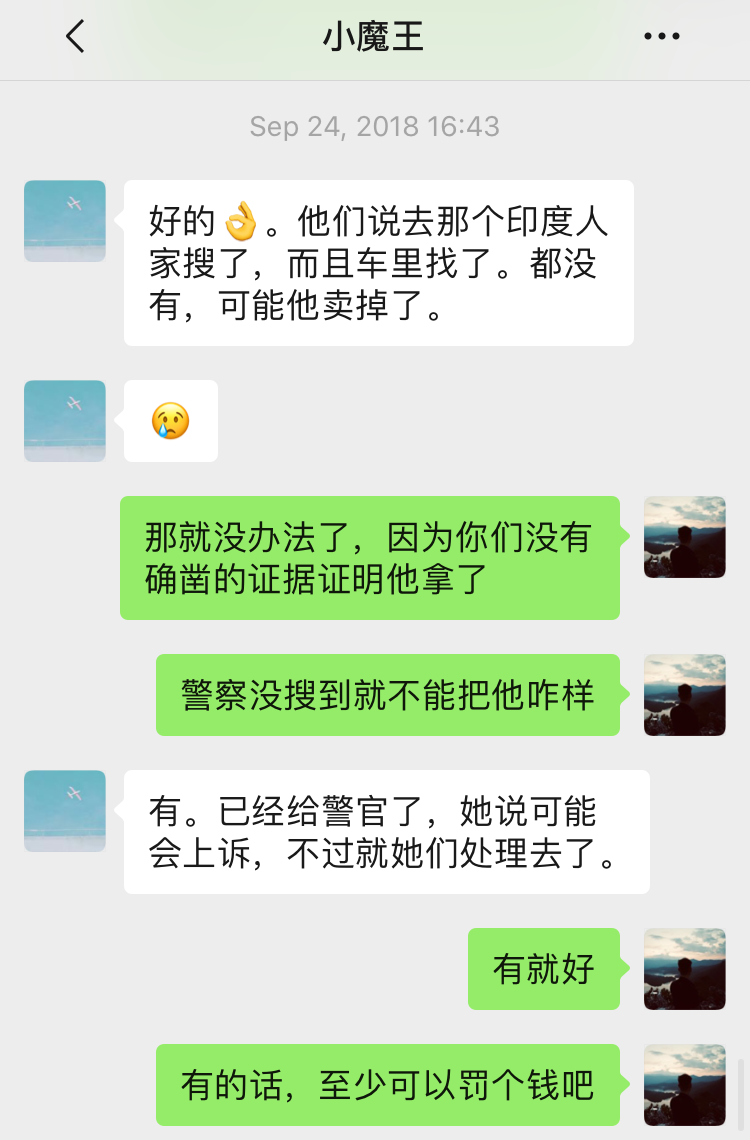 小魔王
Sep 24, 2018 16:43
好的👌。他们说去那个印度人
家搜了，而且车里找了。都没
有，可能他卖掉了。
😢
那就没办法了，因为你们没有
确凿的证据证明他拿了
警察没搜到就不能把他咋样
有。已经给警官了，她说可能
会上诉，不过就她们处理去了。
有就好
有的话，至少可以罚个钱吧